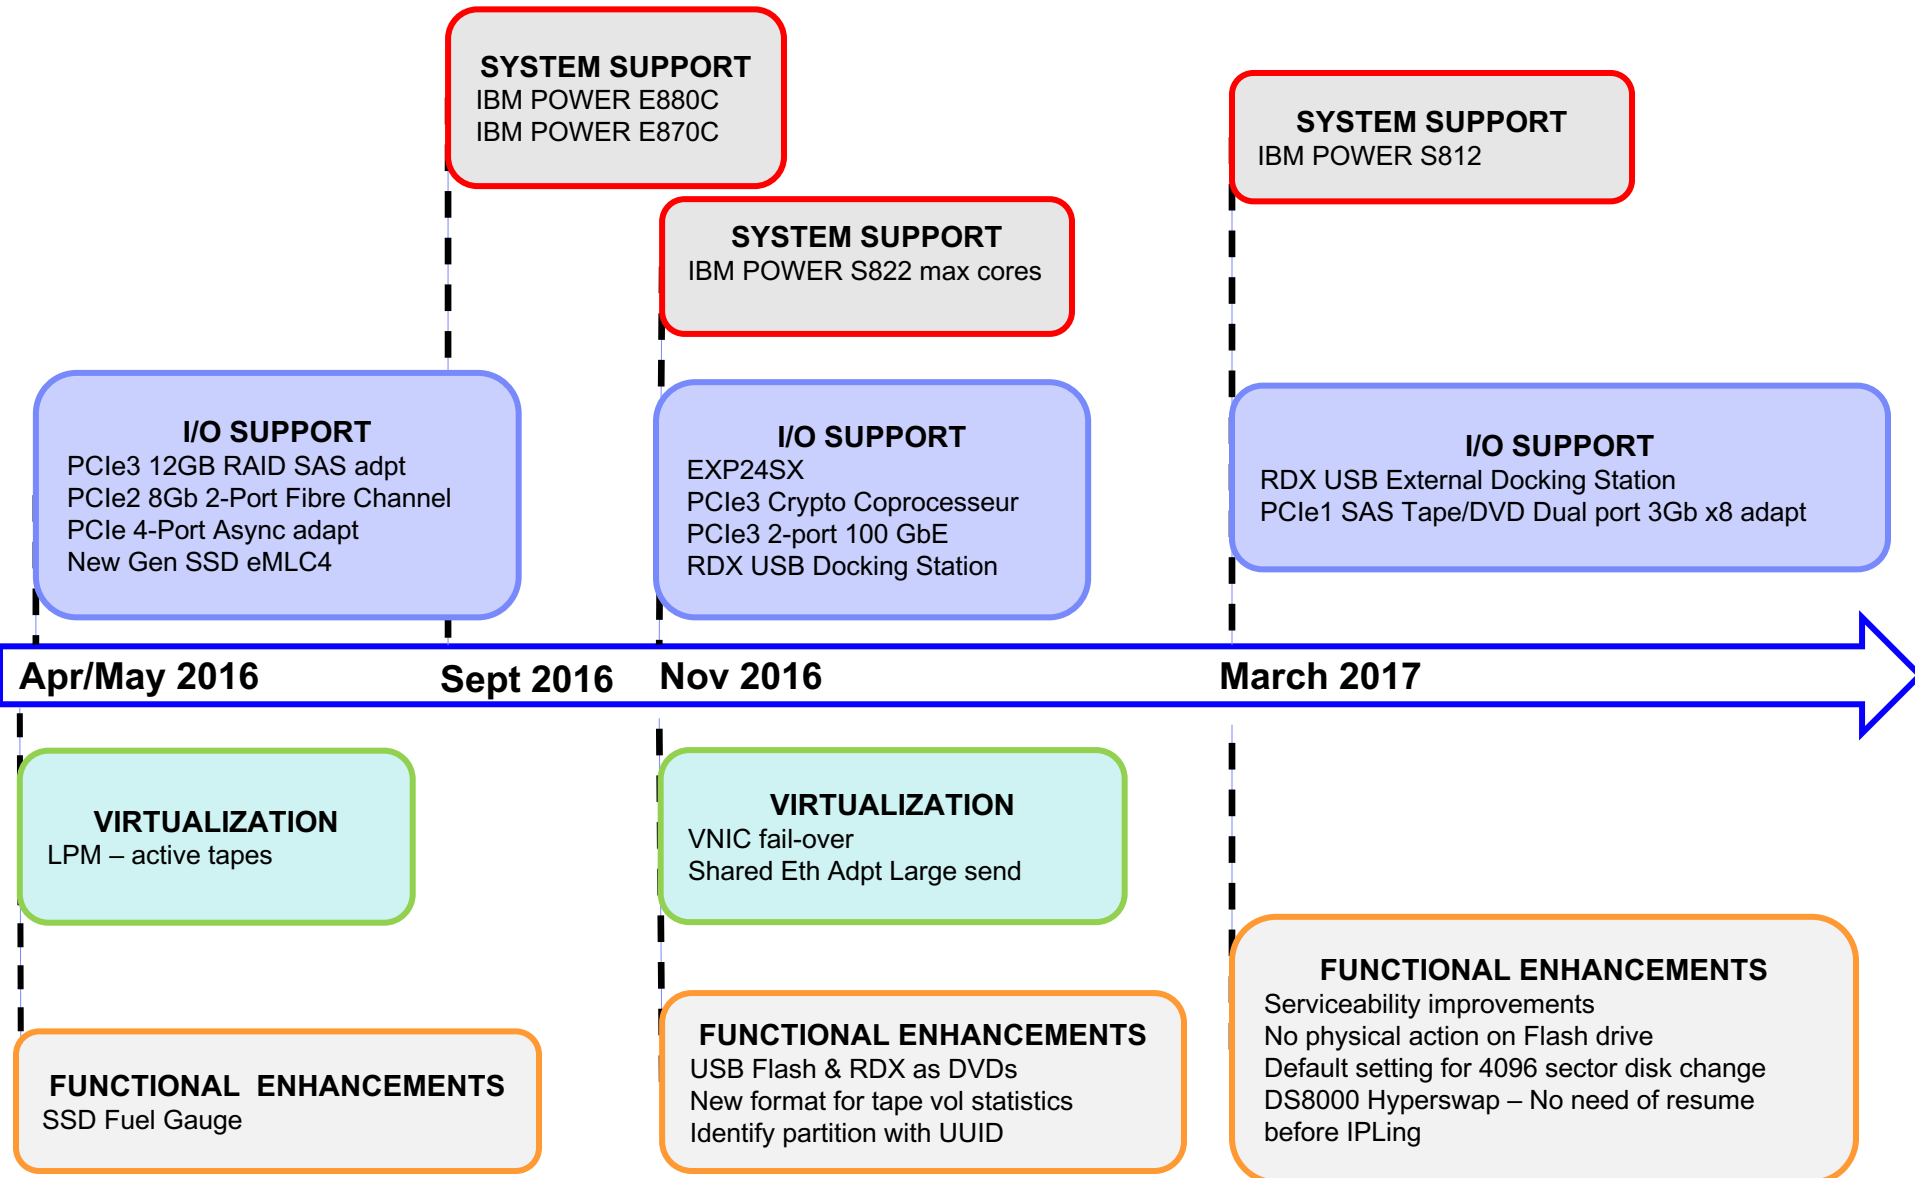 SYSTEM SUPPORT
IBM POWER E880C
IBM POWER E870C
SYSTEM SUPPORT
IBM POWER S812
SYSTEM SUPPORT
IBM POWER S822 max cores
I/O SUPPORT
PCIe3 12GB RAID SAS adpt
PCIe2 8Gb 2-Port Fibre Channel
PCIe 4-Port Async adapt
New Gen SSD eMLC4
I/O SUPPORT
EXP24SX
PCIe3 Crypto Coprocesseur
PCIe3 2-port 100 GbE
RDX USB Docking Station
I/O SUPPORT
RDX USB External Docking Station
PCIe1 SAS Tape/DVD Dual port 3Gb x8 adapt
Apr/May 2016
Sept 2016
Nov 2016
March 2017
VIRTUALIZATION
LPM – active tapes
VIRTUALIZATION
VNIC fail-over
Shared Eth Adpt Large send
FUNCTIONAL ENHANCEMENTS
SSD Fuel Gauge
FUNCTIONAL ENHANCEMENTS
USB Flash & RDX as DVDs
New format for tape vol statistics
Identify partition with UUID
FUNCTIONAL ENHANCEMENTS
Serviceability improvements
No physical action on Flash drive
Default setting for 4096 sector disk change
DS8000 Hyperswap – No need of resume
before IPLing